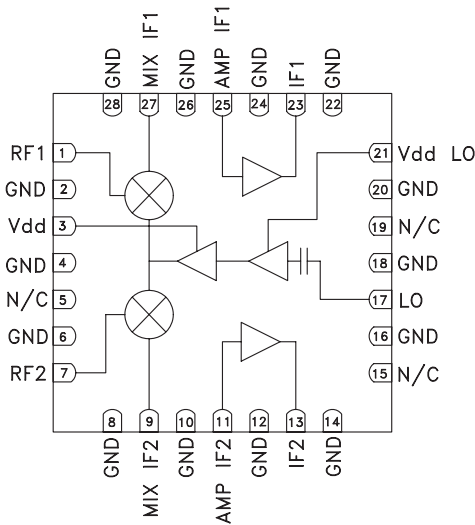 GND
MIX IF1
GND
AMP IF1
GND
IF1
GND
28
27
26
25
24
23
22
RF1
1
GND
2
Vdd
3
GND
4
N/C
5
GND
6
RF2
7
21
Vdd LO
20
GND
19
N/C
18
GND
17
LO
16
GND
15
N/C
8
9
10
11
12
13
14
GND
MIX IF2
GND
AMP IF2
GND
IF2
GND